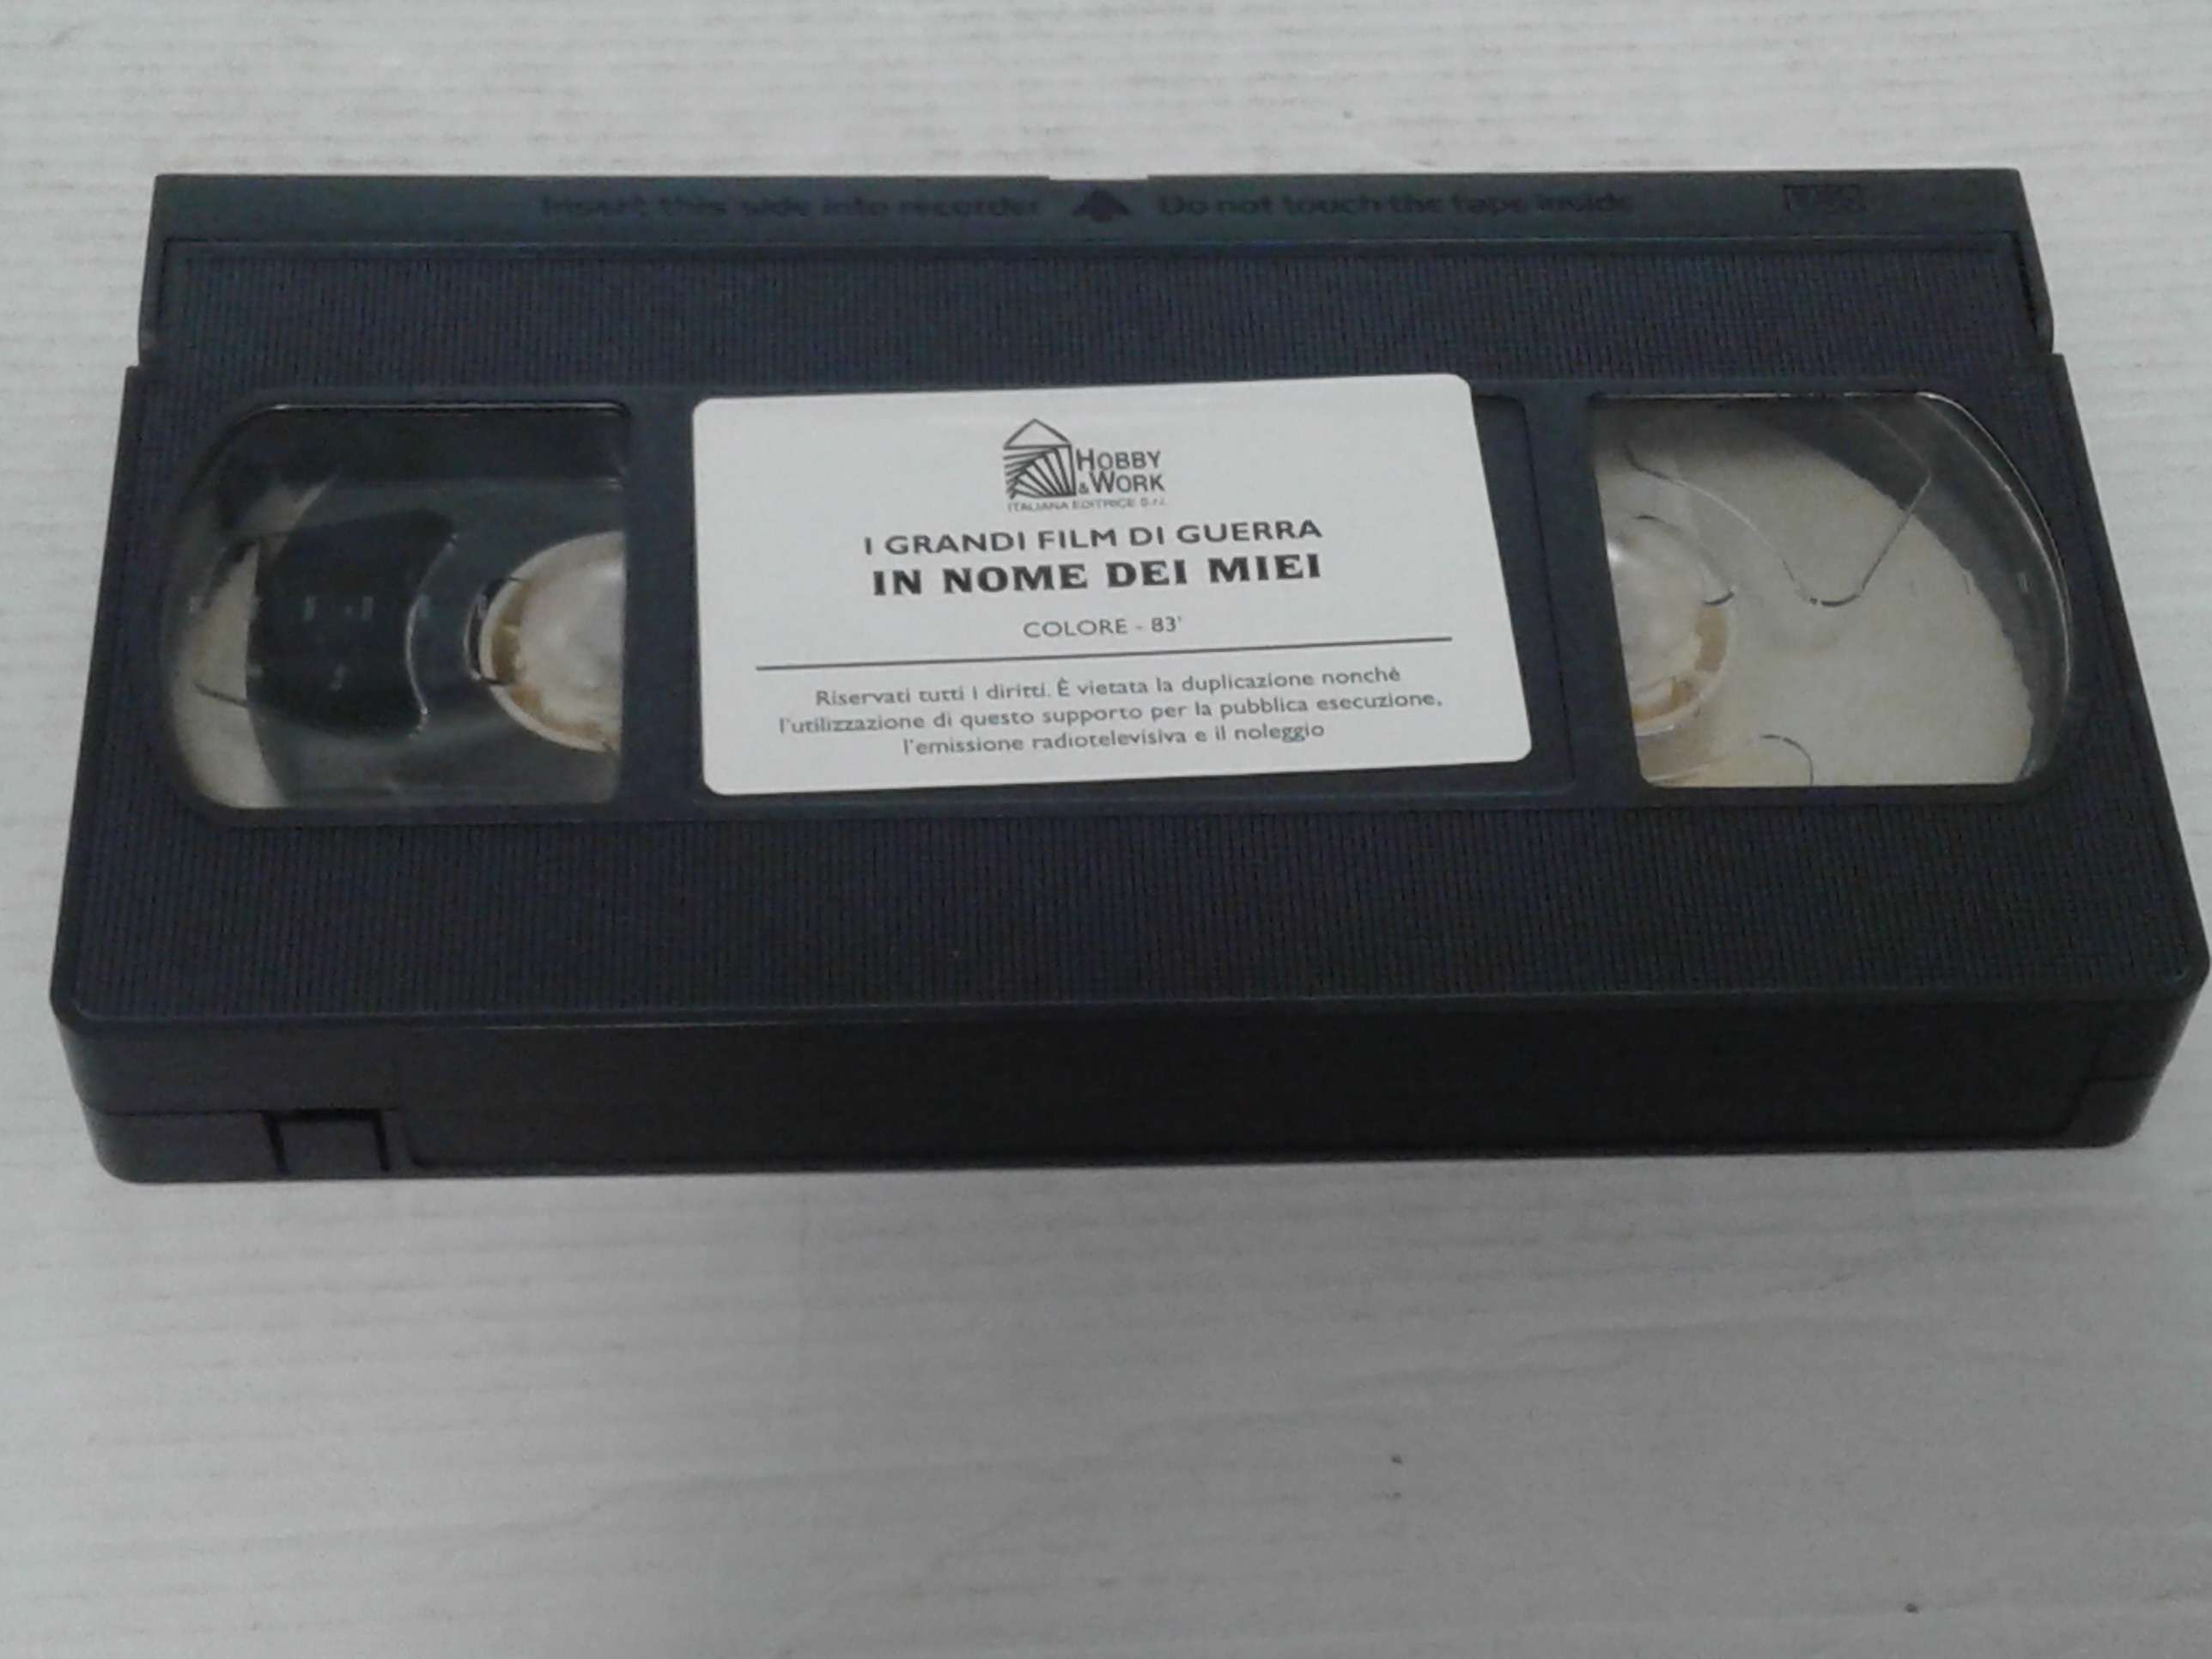 Insert this side into recorder Do not touch the tape inside
VHS
HOBBY
& WORK
ITALIANA EDITRICE S.r.l.
I GRANDI FILM DI GUERRA
IN NOME DEI MIEI
COLORE - 83'
Riservati tutti i diritti. È vietata la duplicazione nonché
l'utilizzazione di questo supporto per la pubblica esecuzione,
l'emissione radiotelevisiva e il noleggio